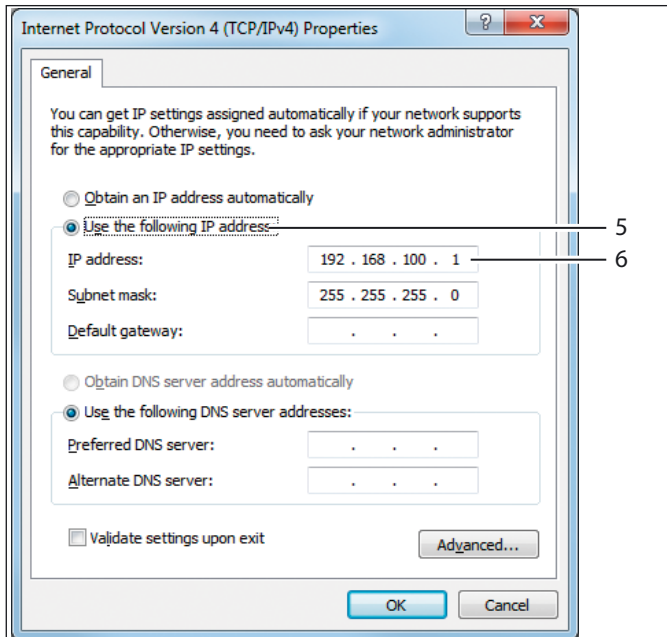 Internet Protocol Version 4 (TCP/IPv4) Properties
?
X
General
You can get IP settings assigned automatically if your network supports
this capability. Otherwise, you need to ask your network administrator
for the appropriate IP settings.
Obtain an IP address automatically
Use the following IP address 5
IP address: 192 . 168 . 100 . 1 6
Subnet mask: 255 . 255 . 255 . 0
Default gateway: . . .
Obtain DNS server address automatically
Use the following DNS server addresses:
Preferred DNS server: . . .
Alternate DNS server: . . .
Validate settings upon exit
Advanced...
OK Cancel